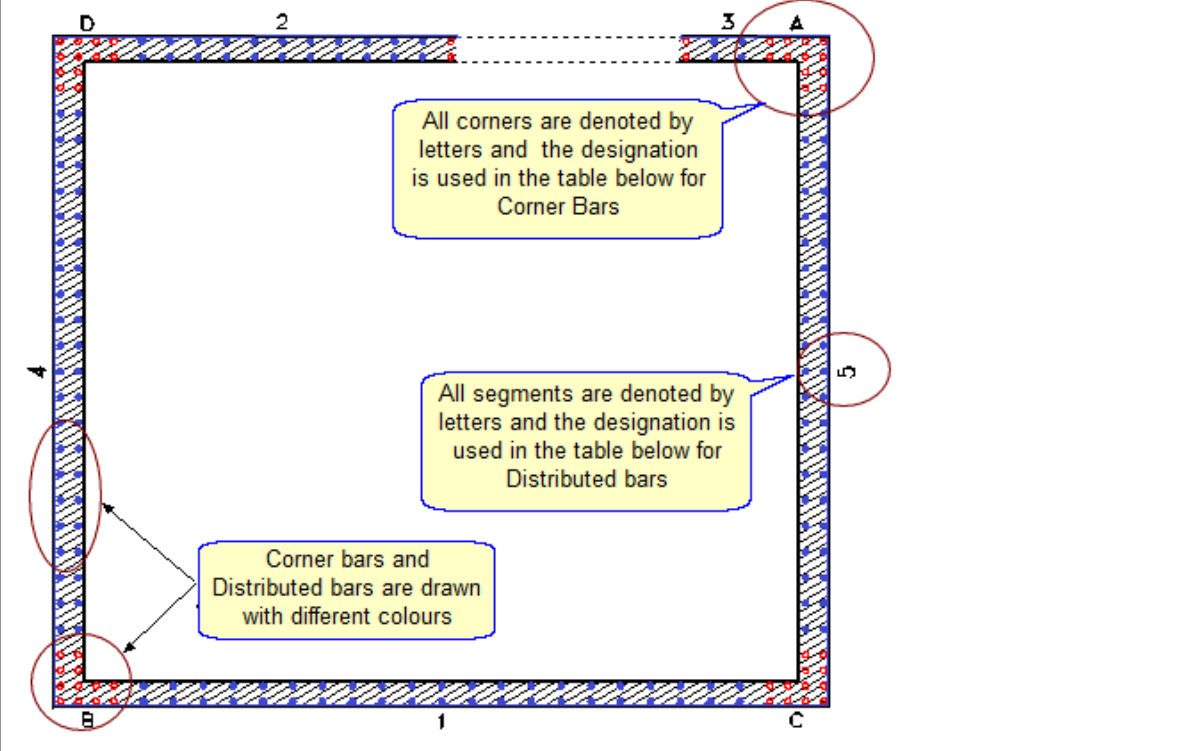 D 2 3 A
All corners are denoted by
letters and the designation
is used in the table below for
Corner Bars
4
5
All segments are denoted by
letters and the designation is
used in the table below for
Distributed bars
Corner bars and
Distributed bars are drawn
with different colours
B 1 C